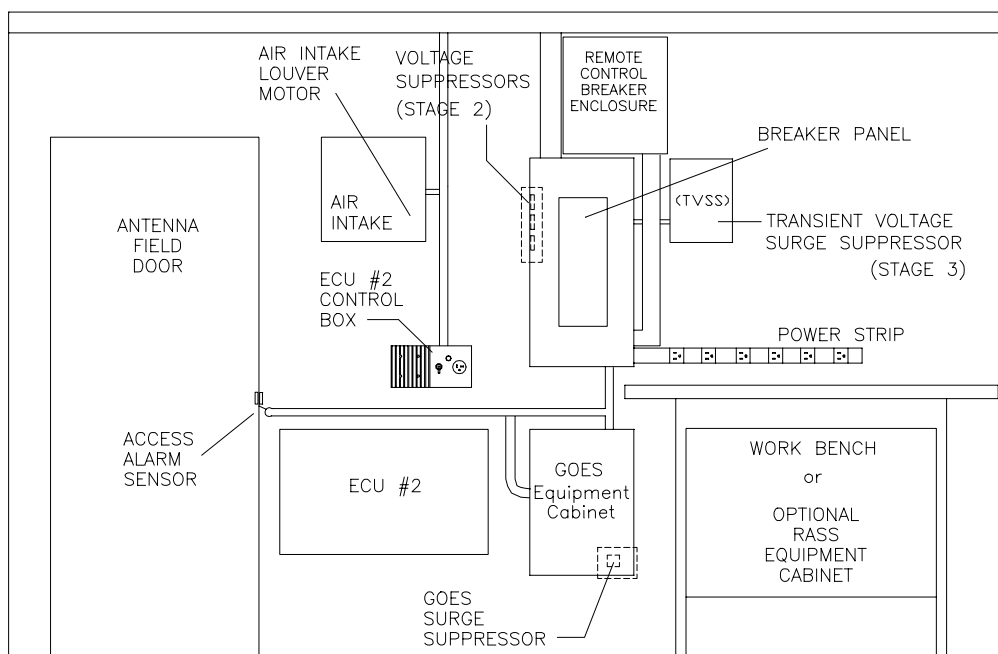 AIR INTAKE
LOUVER
MOTOR
VOLTAGE
SUPPRESSORS
(STAGE 2)
REMOTE
CONTROL
BREAKER
ENCLOSURE
BREAKER PANEL
(TVSS)
TRANSIENT VOLTAGE
SURGE SUPPRESSOR
(STAGE 3)
AIR
INTAKE
ANTENNA
FIELD
DOOR
ECU #2
CONTROL
BOX
POWER STRIP
ACCESS
ALARM
SENSOR
ECU #2
GOES
Equipment
Cabinet
WORK BENCH
or
OPTIONAL
RASS
EQUIPMENT
CABINET
GOES
SURGE
SUPPRESSOR